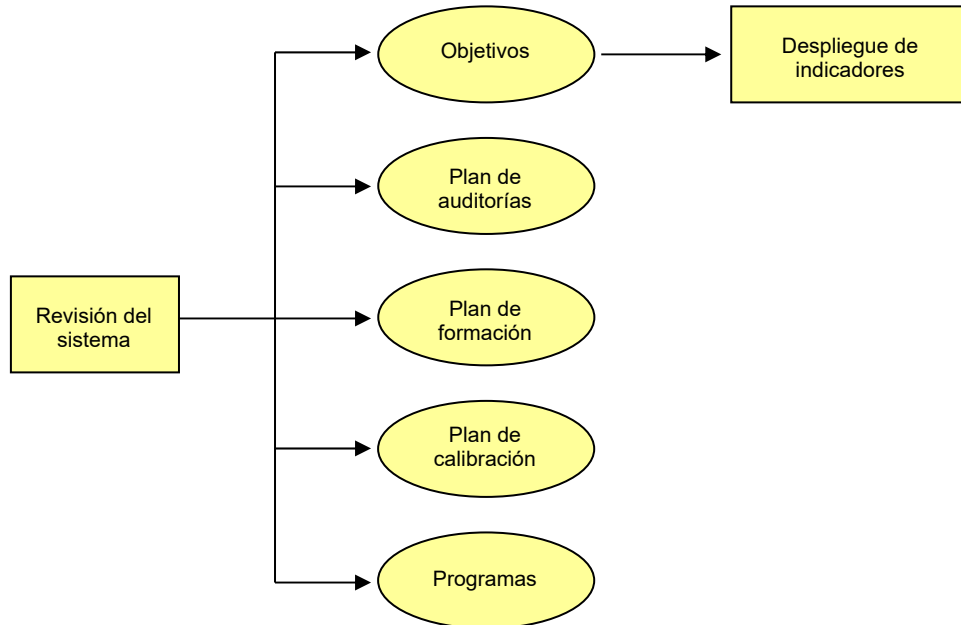 Objetivos
Despliegue de
indicadores
Plan de
auditorías
Revisión del
sistema
Plan de
formación
Plan de
calibración
Programas